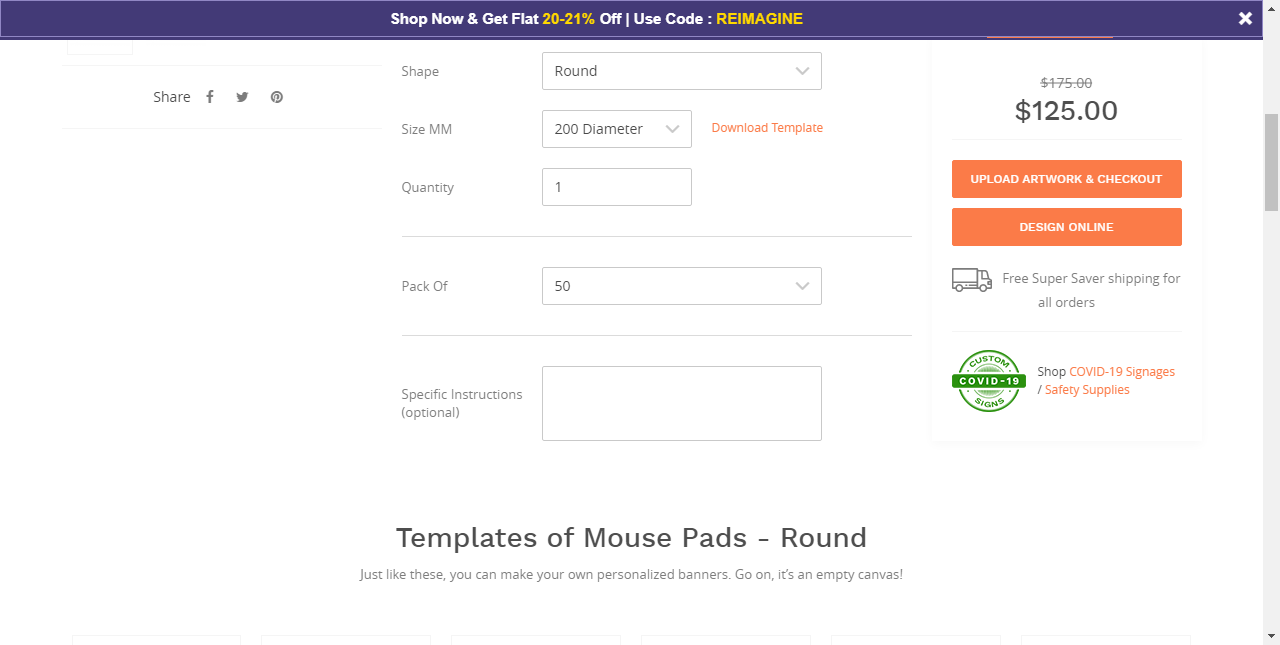 Shop Now & Get Flat 20-21% Off | Use Code : REIMAGINE
Share
Shape
Round
Size MM
200 Diameter
Download Template
Quantity
1
Pack Of
50
Specific Instructions
(optional)
$175.00
$125.00
UPLOAD ARTWORK & CHECKOUT
DESIGN ONLINE
Free Super Saver shipping for
all orders
CUSTOM
COVID-19
SIGNS
Shop COVID-19 Signages
/ Safety Supplies
Templates of Mouse Pads - Round
Just like these, you can make your own personalized banners. Go on, it’s an empty canvas!